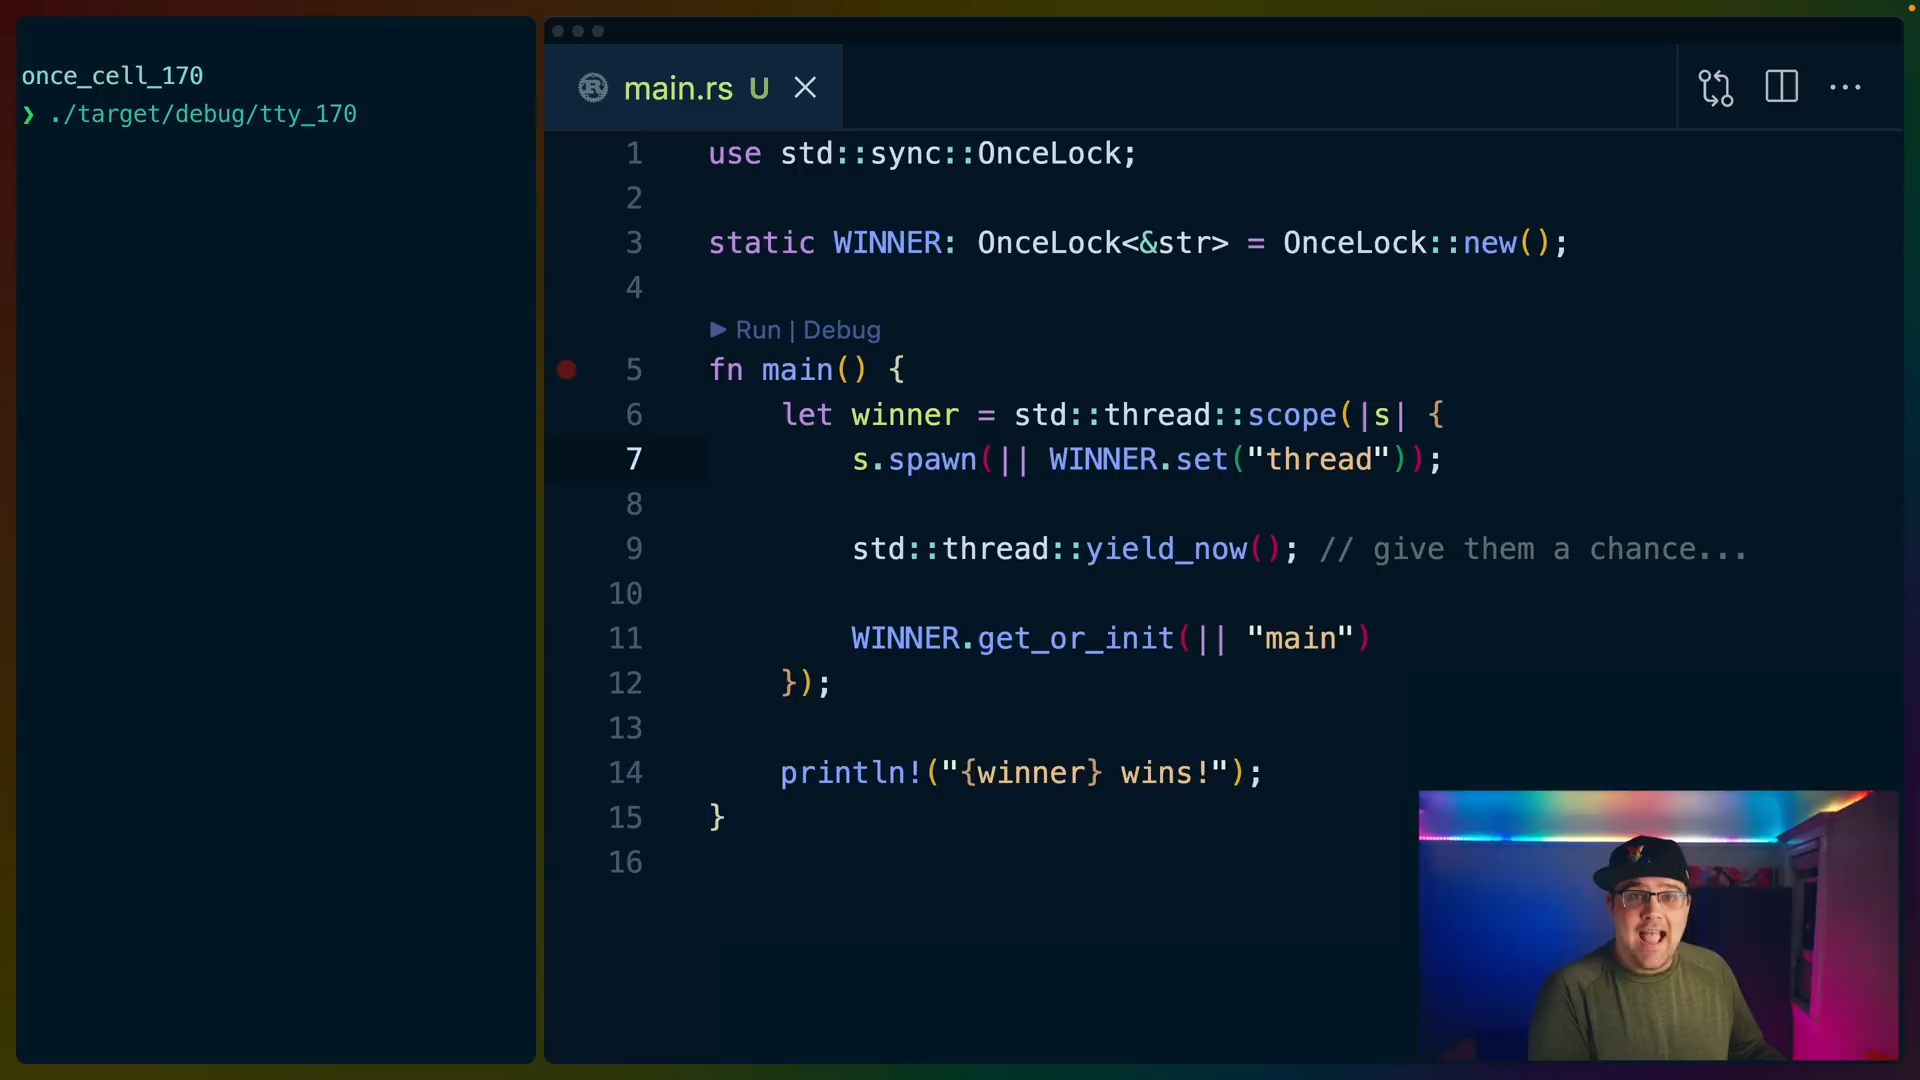 once_cell_170
❯ ./target/debug/tty_170
main.rs U
1 use std::sync::OnceLock;
2
3 static WINNER: OnceLock<&str> = OnceLock::new();
4
Run | Debug
5 fn main() {
6 let winner = std::thread::scope(|s| {
7 s.spawn(|| WINNER.set("thread"));
8
9 std::thread::yield_now(); // give them a chance...
10
11 WINNER.get_or_init(|| "main")
12 });
13
14 println!("{winner} wins!");
15 }
16